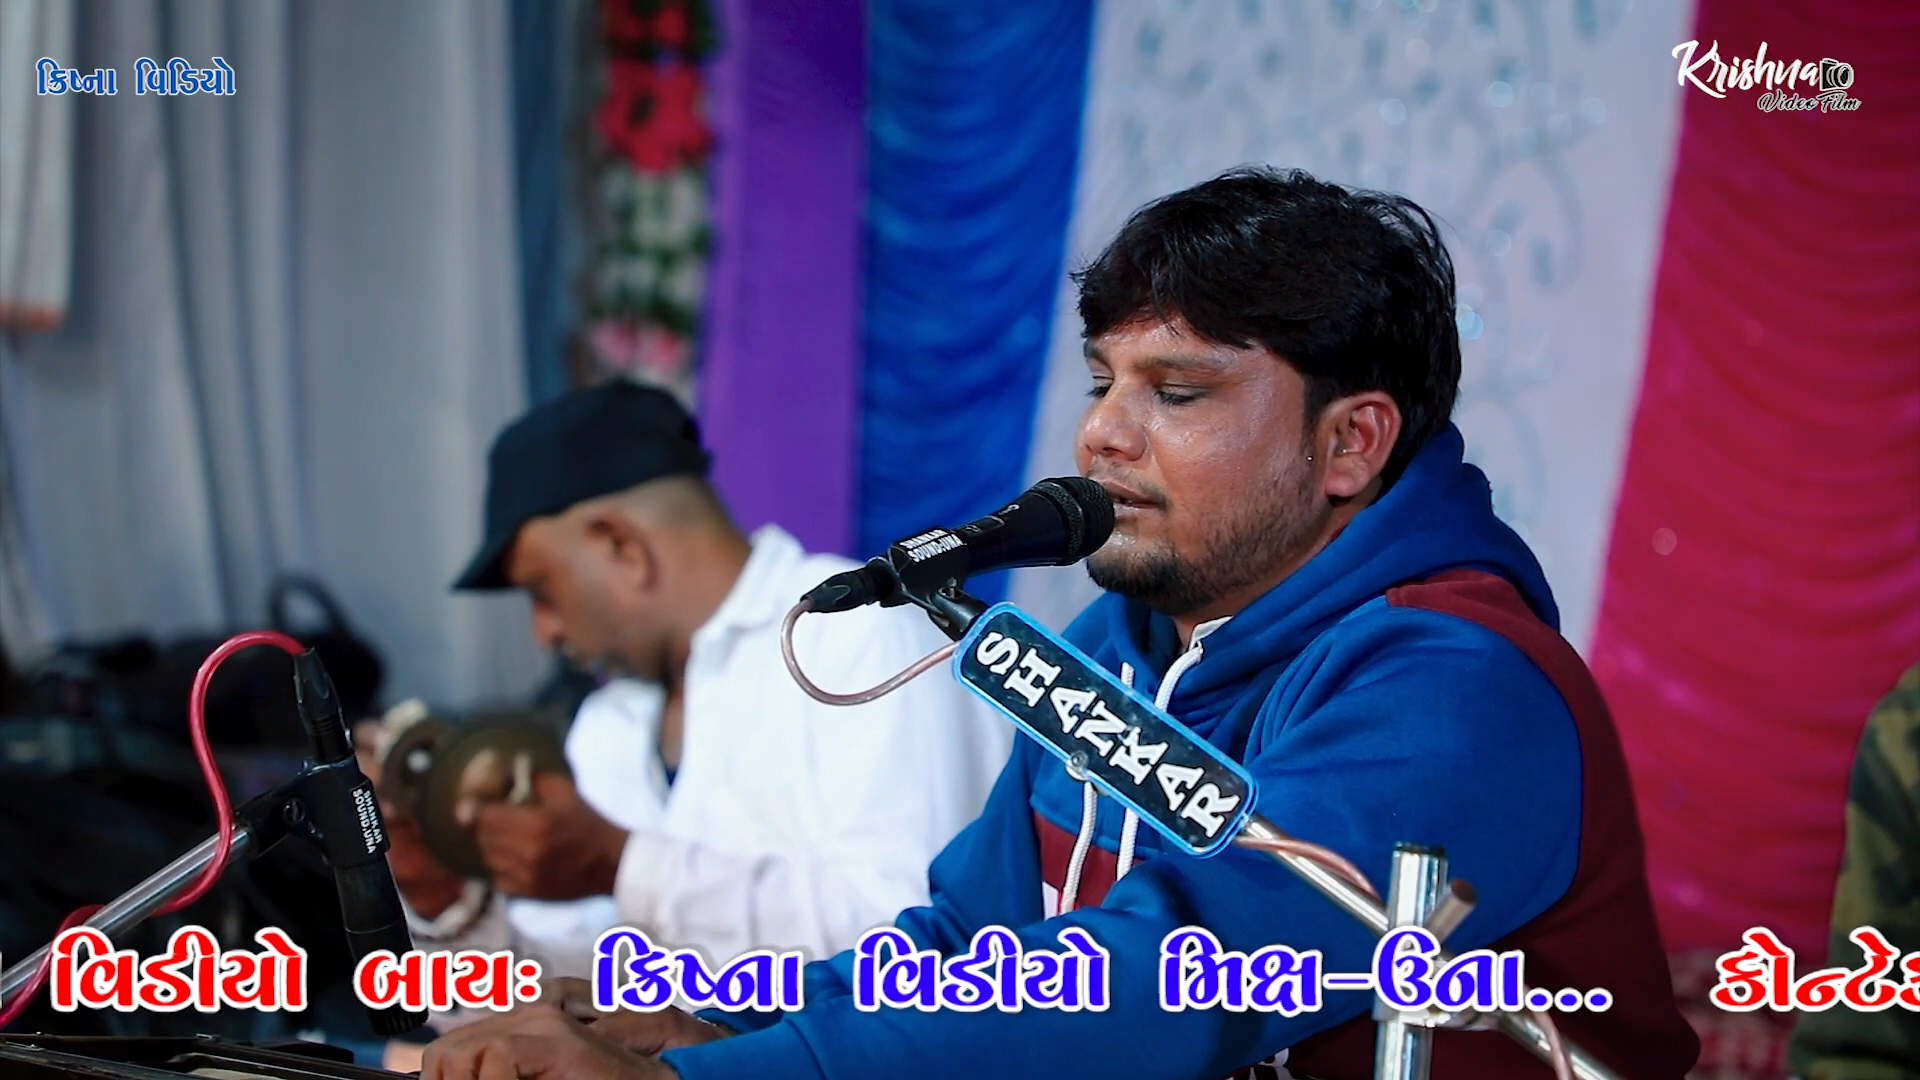 ક્રિષ્ના વિડિયો
Krishna
Video Film
SHANKAR
SOUND.UNA
SHANKAR
SHANKAR
SOUND.UNA
વિડીયો બાયઃ ક્રિષ્ના વિડીયો મિક્ષ-ઉના...